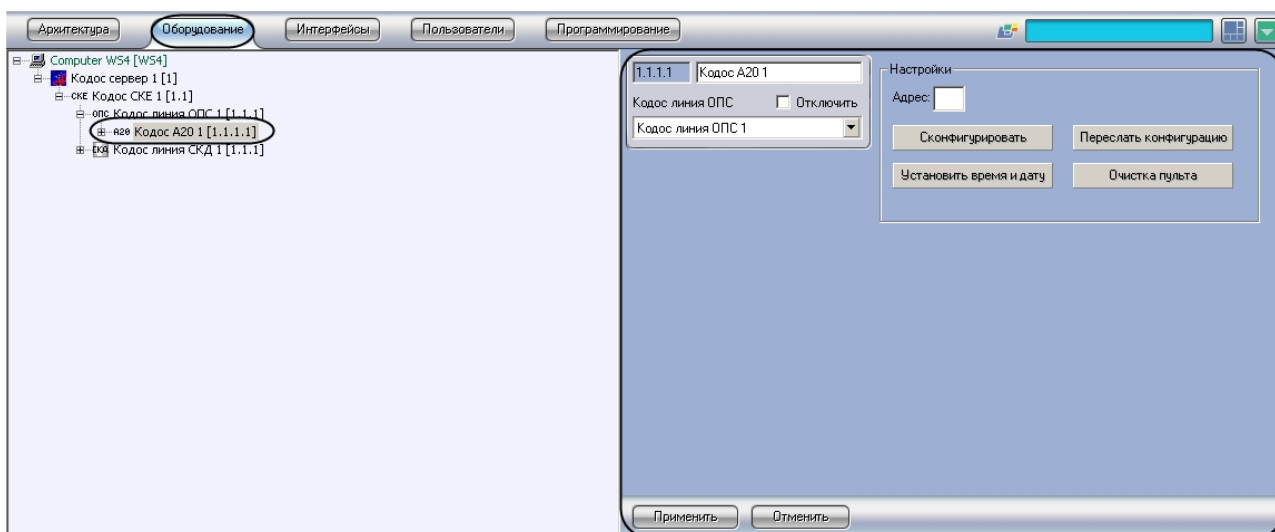 Архитектура Оборудование Интерфейсы Пользователи Программирование
Computer WS4 [WS4]
Кодос сервер 1 [1]
СКЕ Кодос СКЕ 1 [1.1]
ОПС Кодос линия ОПС 1 [1.1.1]
А20 Кодос А20 1 [1.1.1.1]
СКД Кодос линия СКД 1 [1.1.1]
1.1.1.1 Кодос А20 1
Кодос линия ОПС Отключить
Кодос линия ОПС 1
Настройки
Адрес:
Сконфигурировать Переслать конфигурацию
Установить время и дату Очистка пульта
Применить Отменить